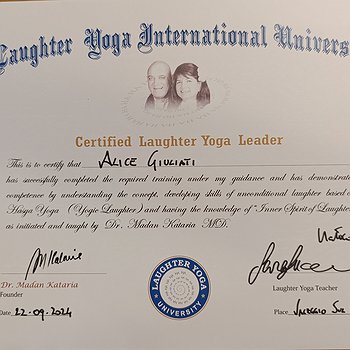 Laughter Yoga International Univers
Certified Laughter Yoga Leader
This is to certify that ALICE GIULIATI
has successfully completed the required training under my guidance and has demonstrat
competence by understanding the concept, developing skills of unconditional laughter based o
Hasya Yoga (Yogic Laughter) and having the knowledge of "Inner Spirit of Laughte
as initiated and taught by Dr. Madan Kataria MD.
Dr. Madan Kataria
Founder
Laughter Yoga Teacher
LAUGHTER YOGA
UNIVERSITY
Date 22.09.2024
Place